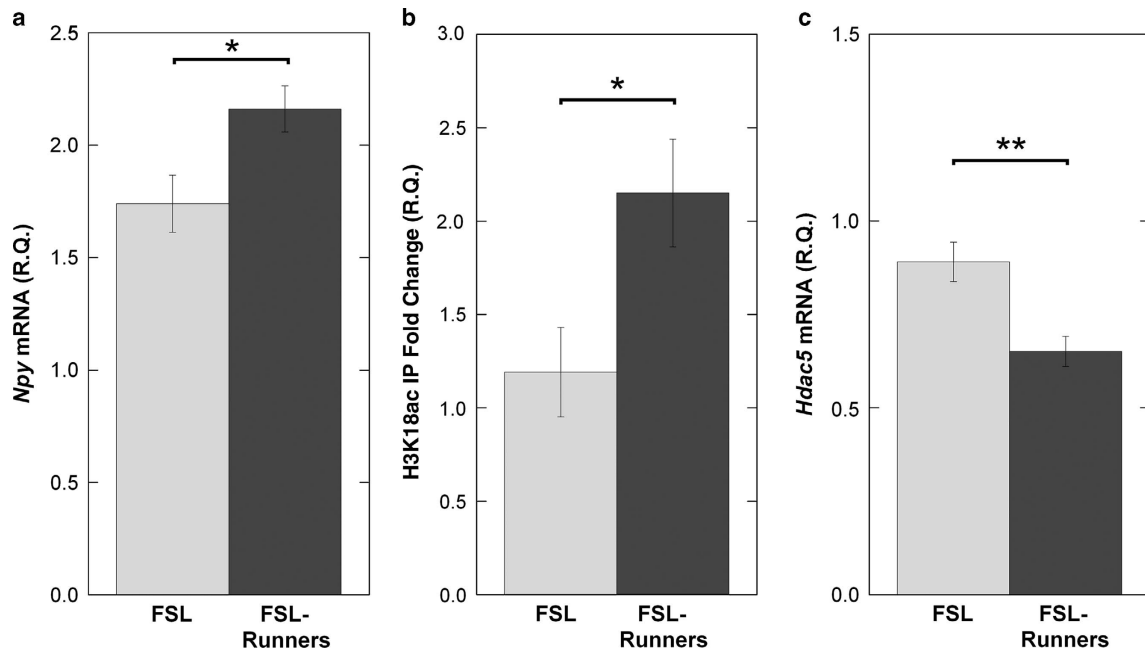 a
Npy mRNA (R.Q.)
2.5
2.0
1.5
1.0
0.5
0.0
*
FSL
FSL-
Runners
b
H3K18ac IP Fold Change (R.Q.)
3.0
2.5
2.0
1.5
1.0
0.5
0.0
*
FSL
FSL-
Runners
c
Hdac5 mRNA (R.Q.)
1.5
1.0
0.5
0.0
**
FSL
FSL-
Runners